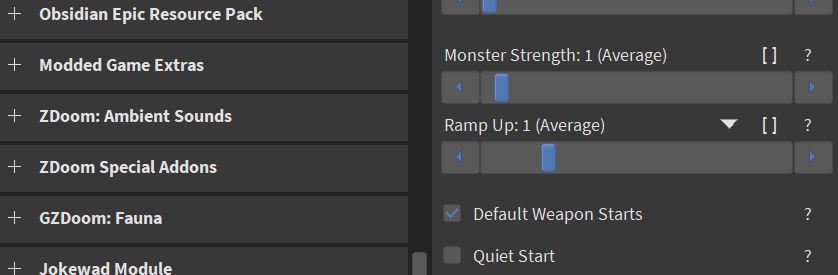 Obsidian Epic Resource Pack
Modded Game Extras
ZDoom: Ambient Sounds
ZDoom Special Addons
GZDoom: Fauna
Jokewad Module
Monster Strength: 1 (Average) [ ] ?
Ramp Up: 1 (Average) [ ] ?
Default Weapon Starts ?
Quiet Start ?